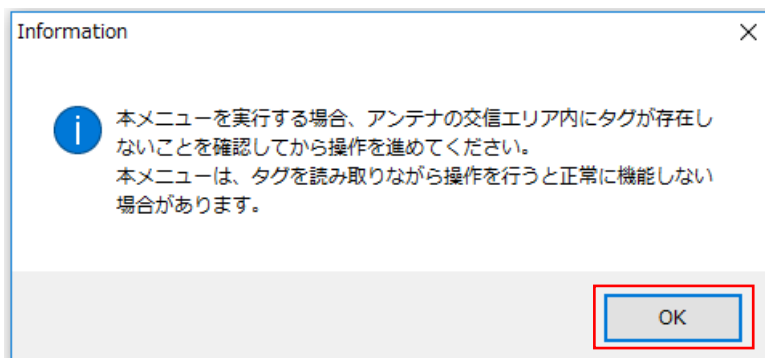 Information
本メニューを実行する場合、アンテナの交信エリア内にタグが存在し
ないことを確認してから操作を進めてください。
本メニューは、タグを読み取りながら操作を行うと正常に機能しない
場合があります。
OK